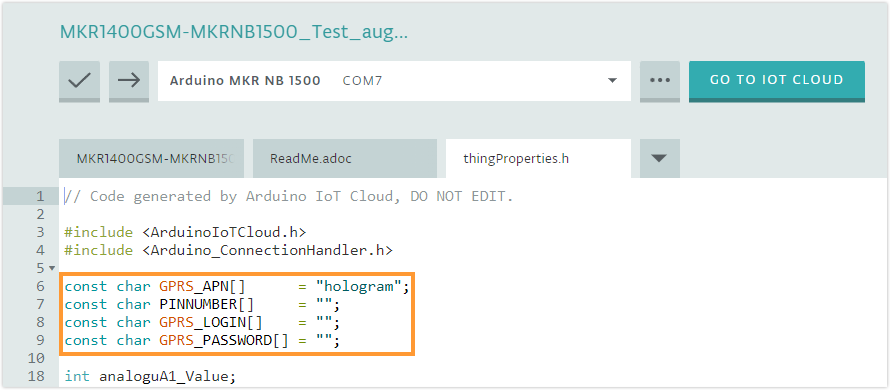 MKR1400GSM-MKRNB1500_Test_aug...
Arduino MKR NB 1500 COM7
GO TO IOT CLOUD
MKR1400GSM-MKRNB150 ReadMe.adoc thingProperties.h
1 // Code generated by Arduino IoT Cloud, DO NOT EDIT.
2
3 #include <ArduinoIoTCloud.h>
4 #include <Arduino_ConnectionHandler.h>
5
6 const char GPRS_APN[]      = "hologram";
7 const char PINNUMBER[]     = "";
8 const char GPRS_LOGIN[]    = "";
9 const char GPRS_PASSWORD[] = "";
10
18 int analoguA1_Value;